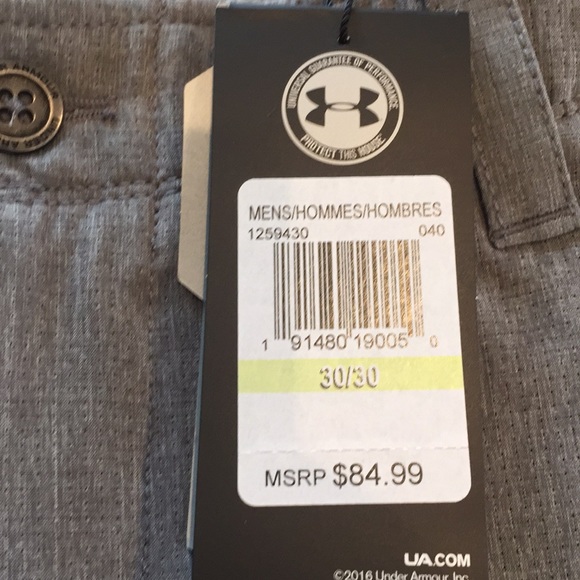 UNIVERSAL GUARANTEE OF PERFORMANCE
PROTECT THIS HOUSE
MENS/HOMMES/HOMBRES
1259430 040
1 91480 19005 0
30/30
MSRP $84.99
UA.COM
©2016 Under Armour, Inc.